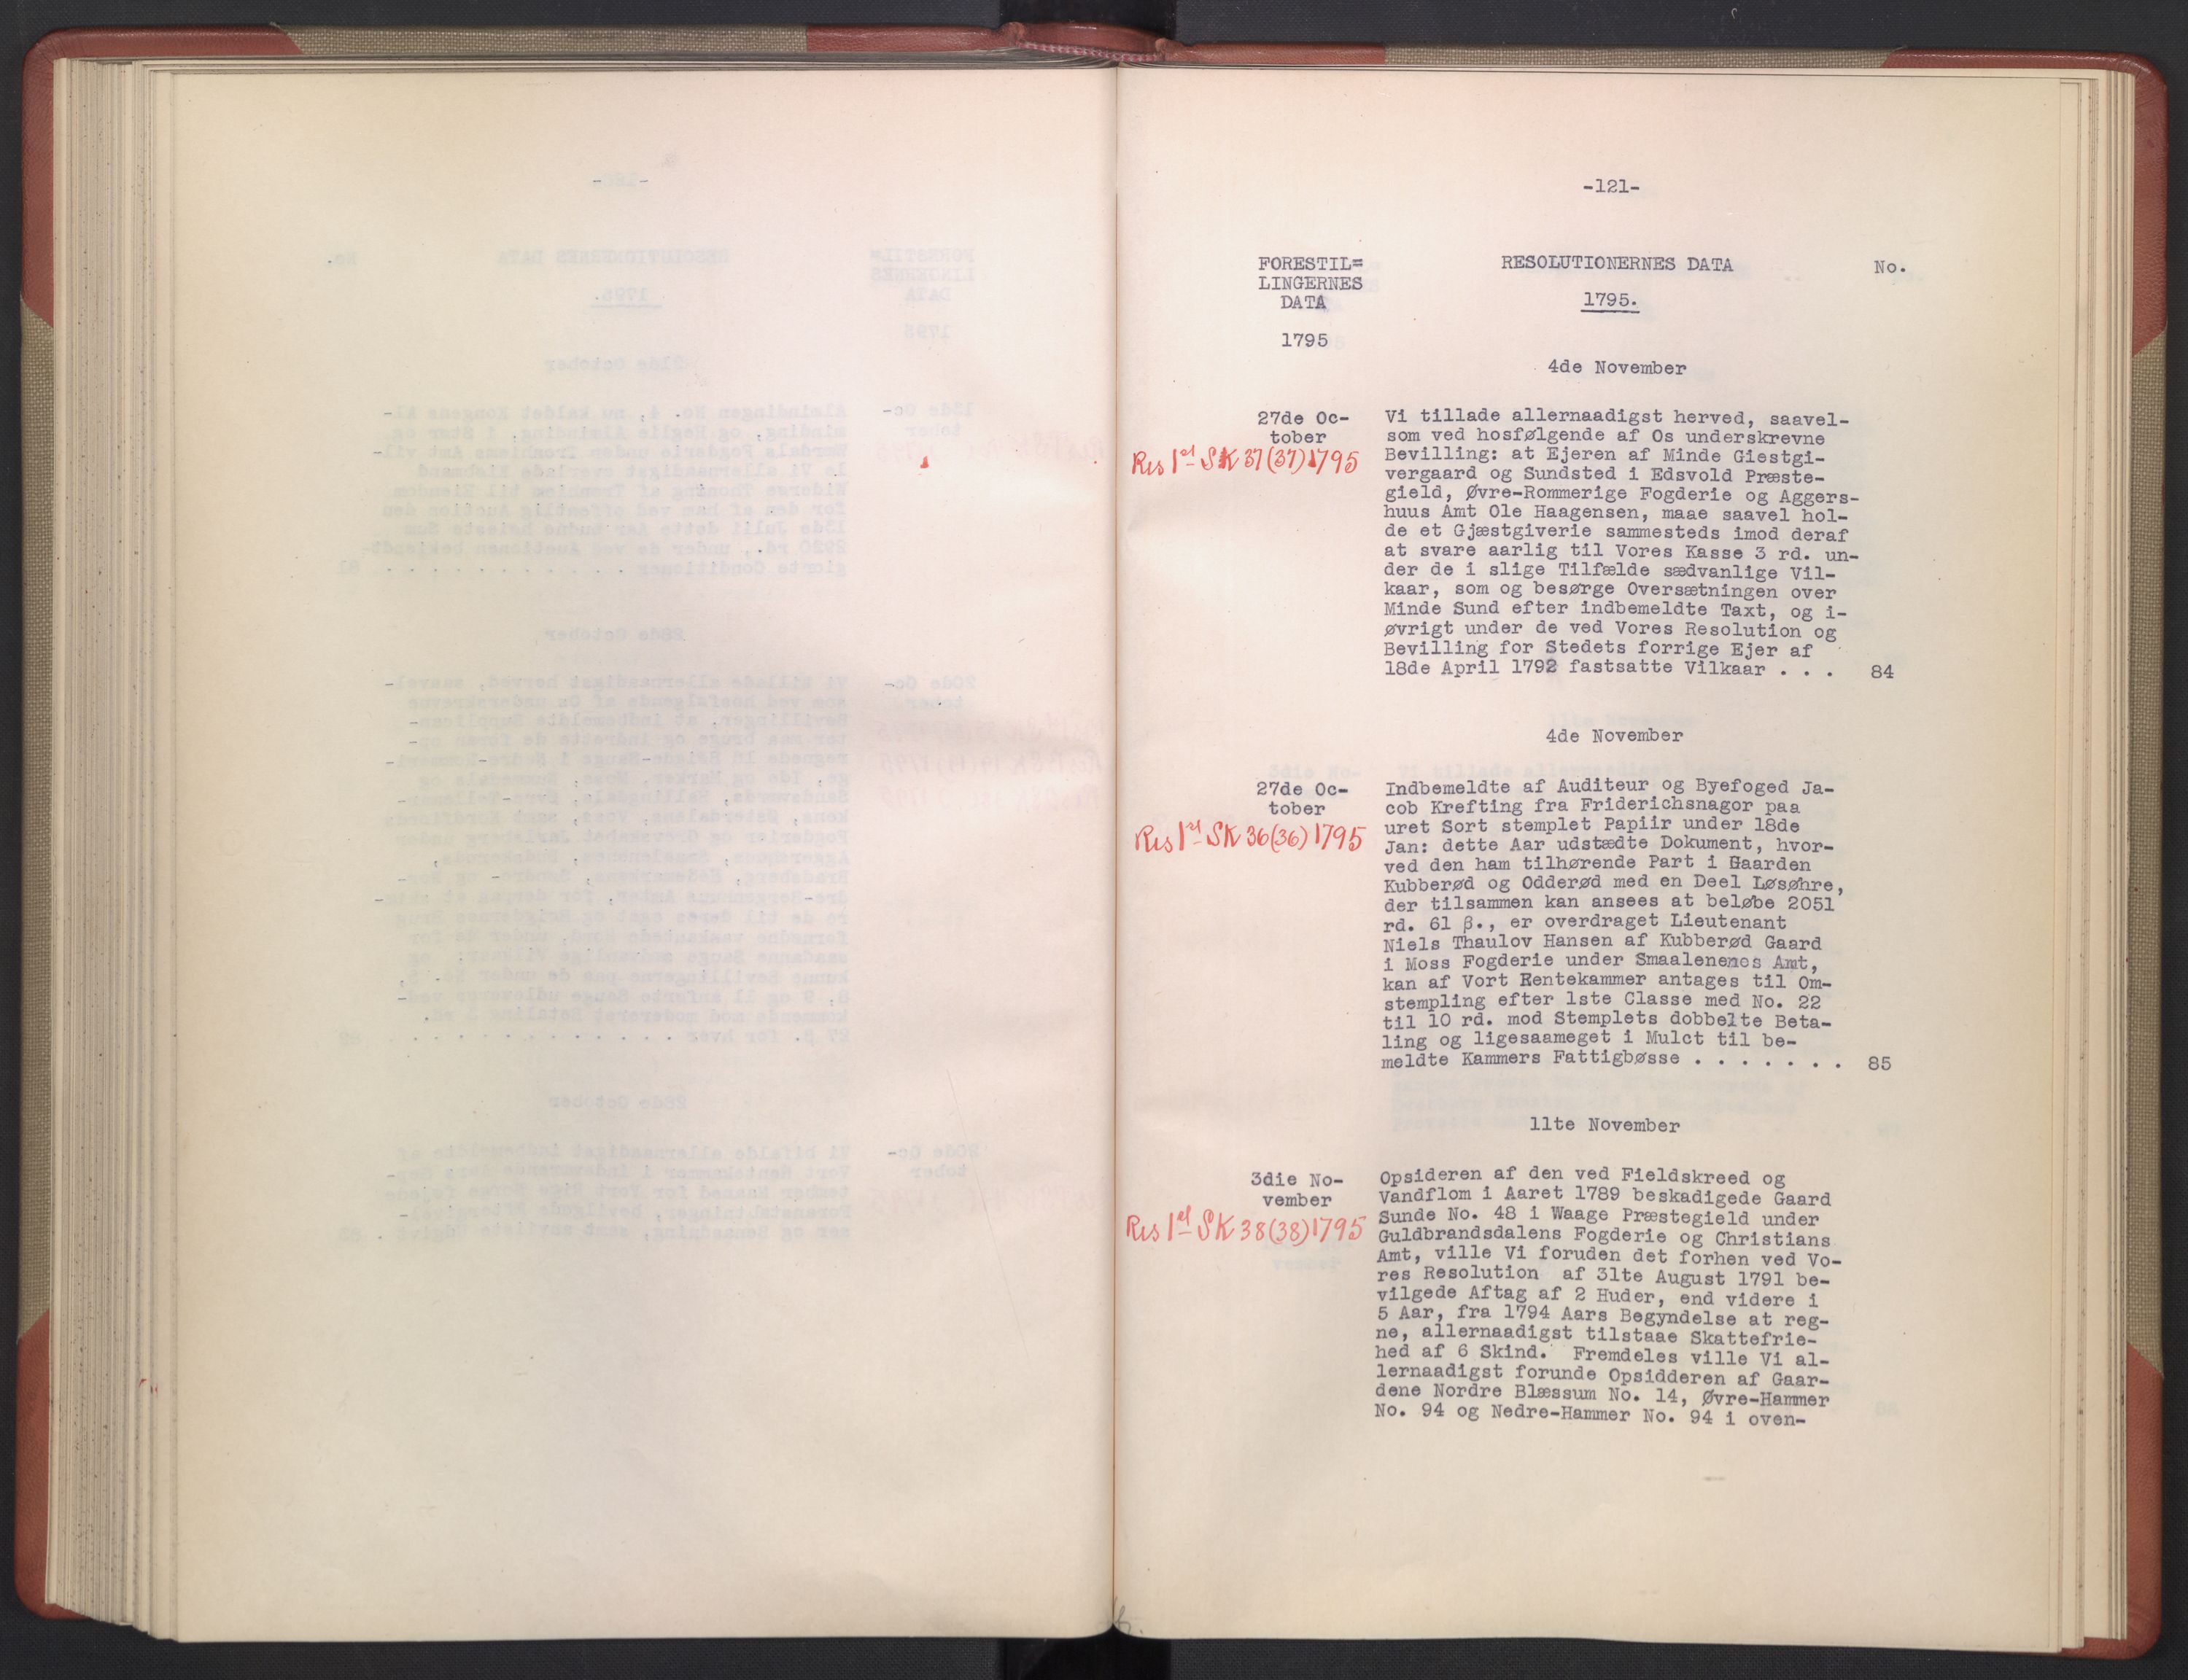 -121-
FORESTIL=
LINGERNES
DATA
1795
RESOLUTIONERNES DATA
1795.
No.
4de November
27de Oc-
tober
Res 1st SK 37(37) 1795
Vi tillade allernaadigst herved, saavel-
som ved hosfølgende af Os underskrevne
Bevilling: at Ejeren af Minde Giestgi-
vergaard og Sundsted i Edsvold Præste-
gield, Øvre-Rommerige Fogderie og Aggers-
huus Amt Ole Haagensen, maae saavel hol-
de et Gjæstgiverie sammesteds imod deraf
at svare aarlig til Vores Kasse 3 rd. un-
der de i slige Tilfælde sædvanlige Vil-
kaar, som og besørge Oversætningen over
Minde Sund efter indbemeldte Taxt, og i-
øvrigt under de ved Vores Resolution og
Bevilling for Stedets forrige Ejer af
18de April 1792 fastsatte Vilkaar . . . 84
4de November
27de Oc-
tober
Res 1st SK 36(36) 1795
Indbemeldte af Auditeur og Byefoged Ja-
cob Krefting fra Friderichsnagor paa
uret Sort stemplet Papiir under 18de
Jan: dette Aar udstædte Dokument, hvor-
ved den ham tilhørende Part i Gaarden
Kubberød og Odderød med en Deel Løsøhre,
der tilsammen kan ansees at beløbe 2051
rd. 61 β., er overdraget Lieutenant
Niels Thaulov Hansen af Kubberød Gaard
i Moss Fogderie under Smaalenenes Amt,
kan af Vort Rentekammer antages til Om-
stempling efter 1ste Classe med No. 22
til 10 rd. mod Stemplets dobbelte Beta-
ling og ligesaameget i Mulct til be-
meldte Kammers Fattigbøsse . . . . . . . 85
11te November
3die No-
vember
Res 1st SK 38(38) 1795
Opsideren af den ved Fieldskreed og
Vandflom i Aaret 1789 beskadigede Gaard
Sunde No. 48 i Waage Præstegield under
Guldbrandsdalens Fogderie og Christians
Amt, ville Vi foruden det forhen ved Vo-
res Resolution af 31te August 1791 be-
vilgede Aftag af 2 Huder, end videre i
5 Aar, fra 1794 Aars Begyndelse at reg-
ne, allernaadigst tilstaae Skattefrie-
hed af 6 Skind. Fremdeles ville Vi al-
lernaadigst forunde Opsidderen af Gaar-
dene Nordre Blæssum No. 14, Øvre-Hammer
No. 94 og Nedre-Hammer No. 94 i oven-